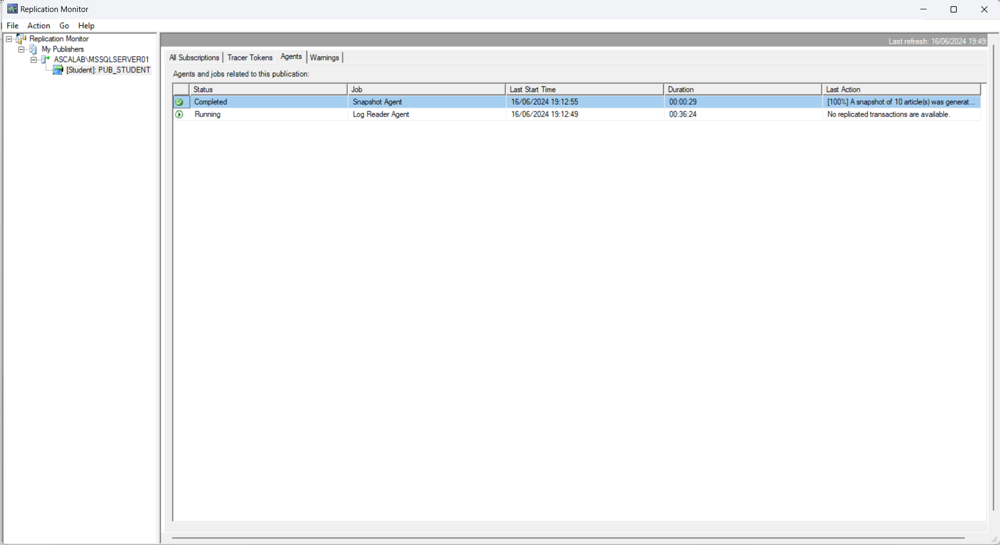 Replication Monitor
File Action Go Help
Replication Monitor
My Publishers
ASCALAB\MSSQLSERVER01
[Student]: PUB_STUDENT
Last refresh: 16/06/2024 19:49:
All Subscriptions Tracer Tokens Agents Warnings
Agents and jobs related to this publication:
Status Job Last Start Time Duration Last Action
Completed Snapshot Agent 16/06/2024 19:12:55 00:00:29 [100%] A snapshot of 10 article(s) was generat...
Running Log Reader Agent 16/06/2024 19:12:49 00:36:24 No replicated transactions are available.